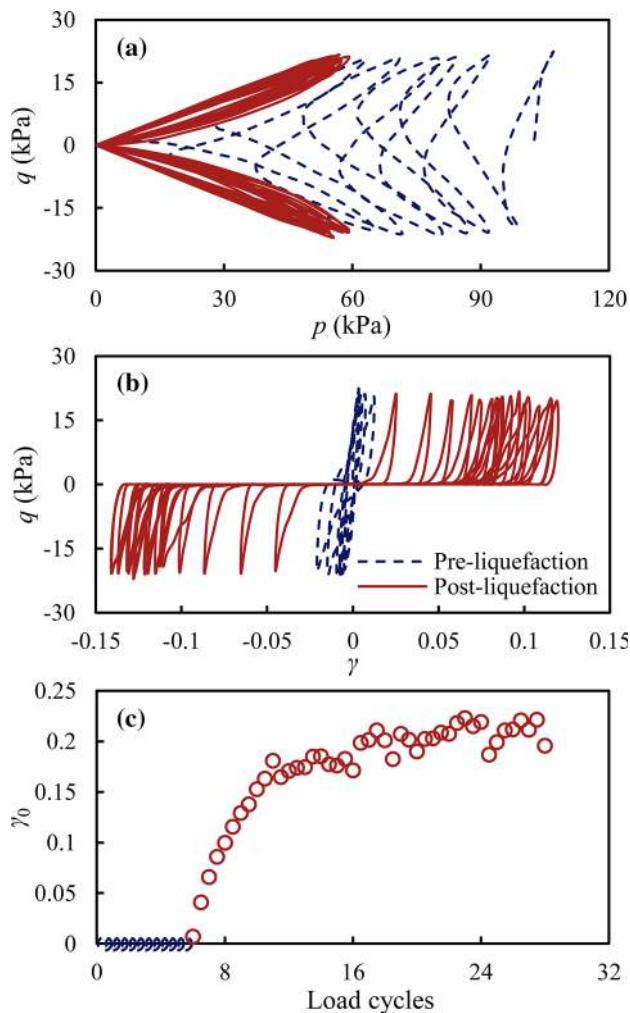 (a)
q (kPa)
30
15
0
-15
-30
0 30 60 90 120
p (kPa)
(b)
q (kPa)
30
15
0
-15
-30
Pre-liquefaction
Post-liquefaction
-0.15 -0.1 -0.05 0 0.05 0.1 0.15
γ
(c)
γ₀
0.25
0.2
0.15
0.1
0.05
0
0 8 16 24 32
Load cycles